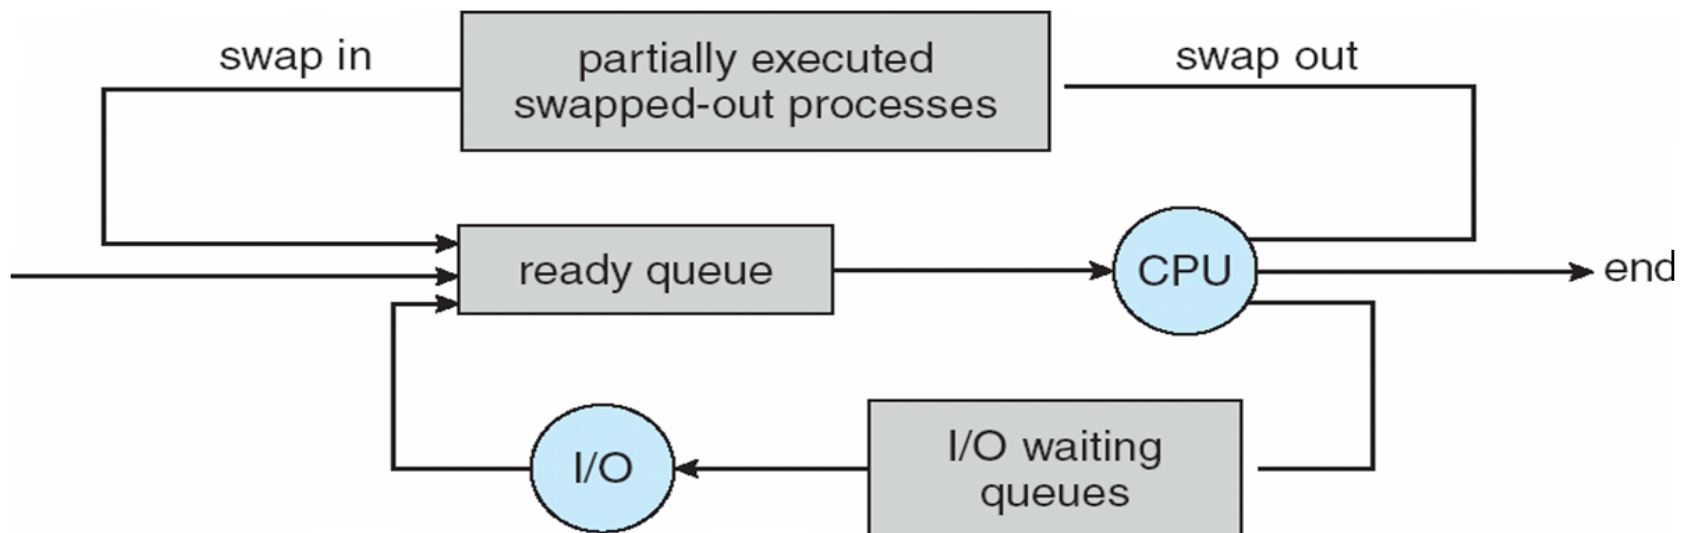 swap in
partially executed
swapped-out processes
swap out
ready queue
CPU
end
I/O
I/O waiting
queues